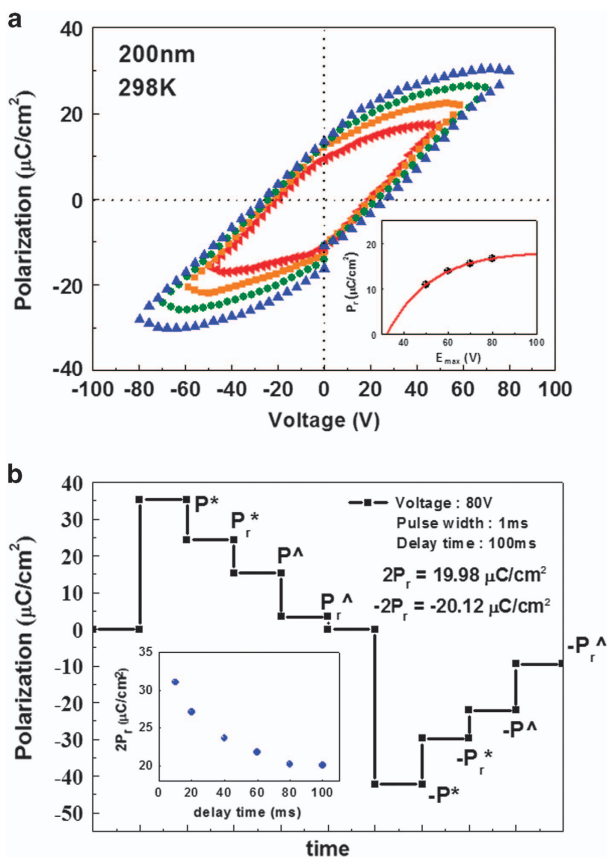 a
200nm
298K
Polarization (μC/cm²)
40
20
0
-20
-40
-100 -80 -60 -40 -20 0 20 40 60 80 100
Voltage (V)
Pr (μC/cm²)
20
10
0
40 60 80 100
Emax (V)
b
Polarization (μC/cm²)
40
30
20
10
0
-10
-20
-30
-40
-50
P*
Pr*
P^
Pr^
Voltage : 80V
Pulse width : 1ms
Delay time : 100ms
2Pr = 19.98 μC/cm²
-2Pr = -20.12 μC/cm²
-Pr^
-P^
-Pr*
-P*
2Pr (μC/cm²)
35
30
25
20
0 20 40 60 80 100
delay time (ms)
time